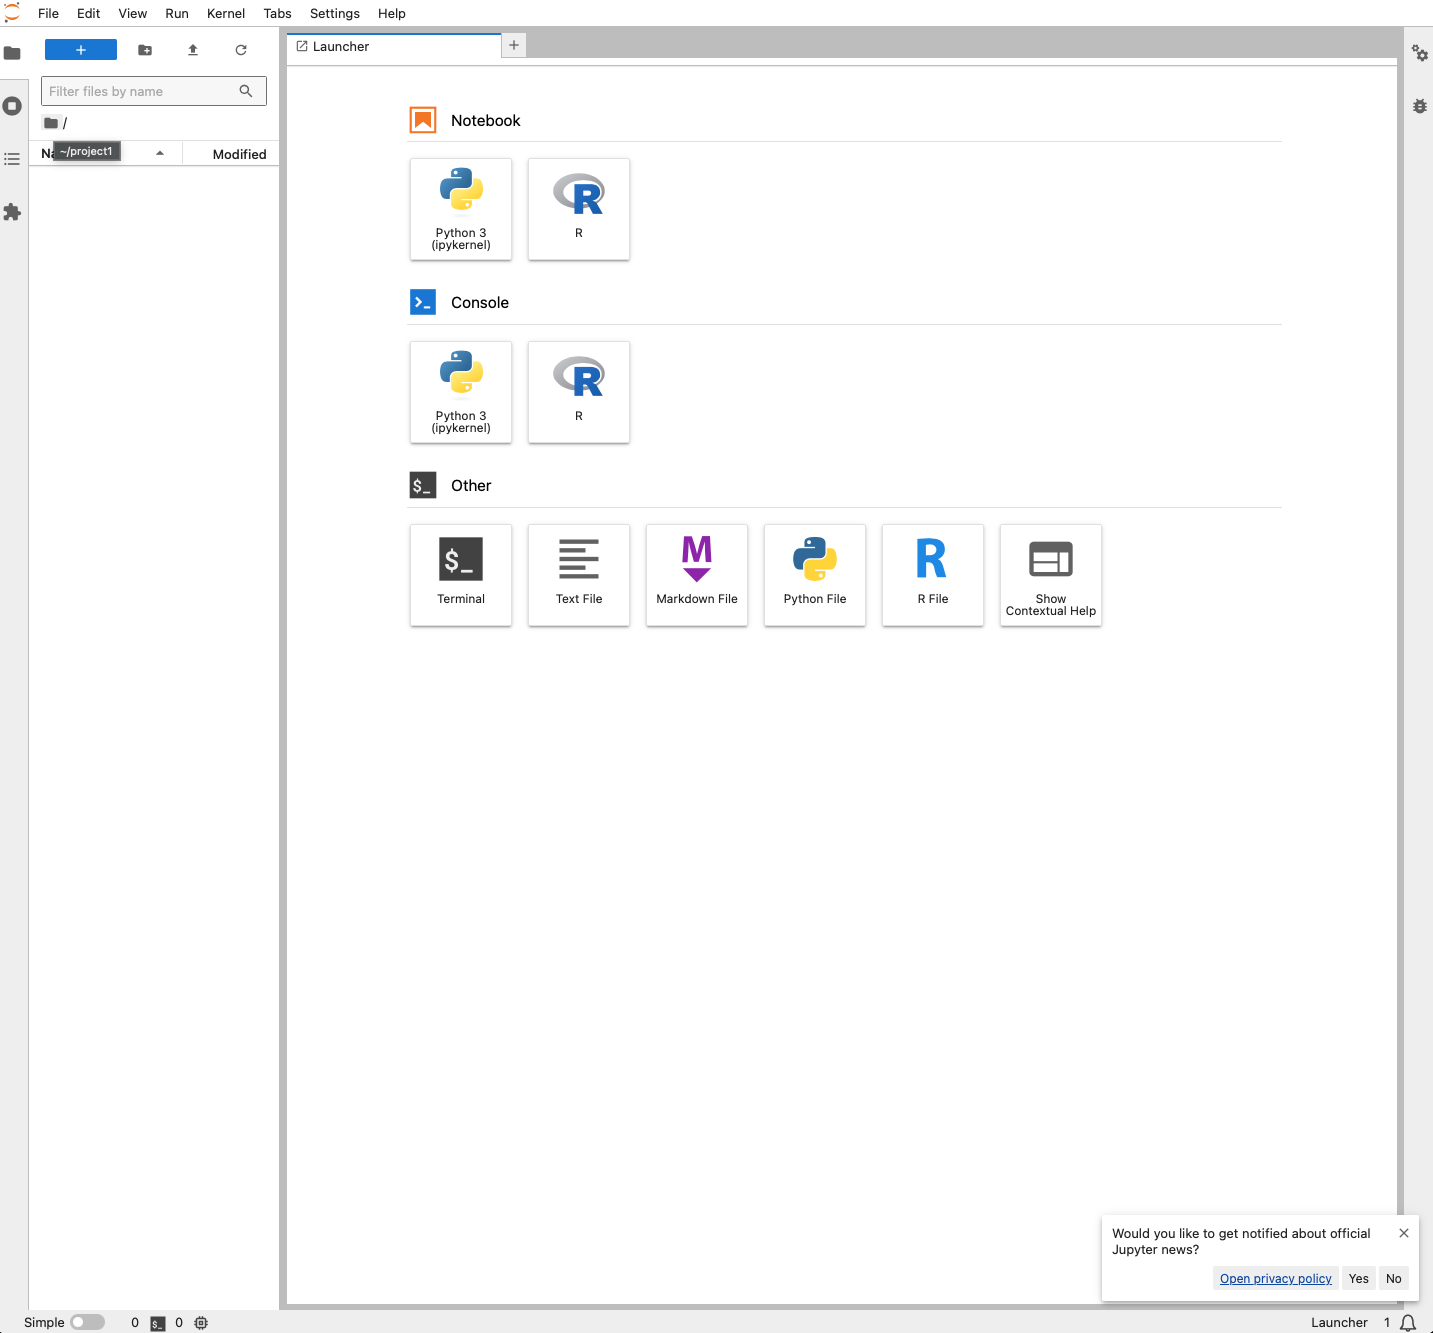 File Edit View Run Kernel Tabs Settings Help
Launcher
Filter files by name
/
~/project1
Modified
Notebook
Python 3
(ipykernel)
R
Console
Python 3
(ipykernel)
R
$_ Other
$_
Terminal
Text File
M
Markdown File
Python File
R
R File
Show
Contextual Help
Would you like to get notified about official
Jupyter news?
Open privacy policy Yes No
Simple 0 $_ 0 Launcher 1